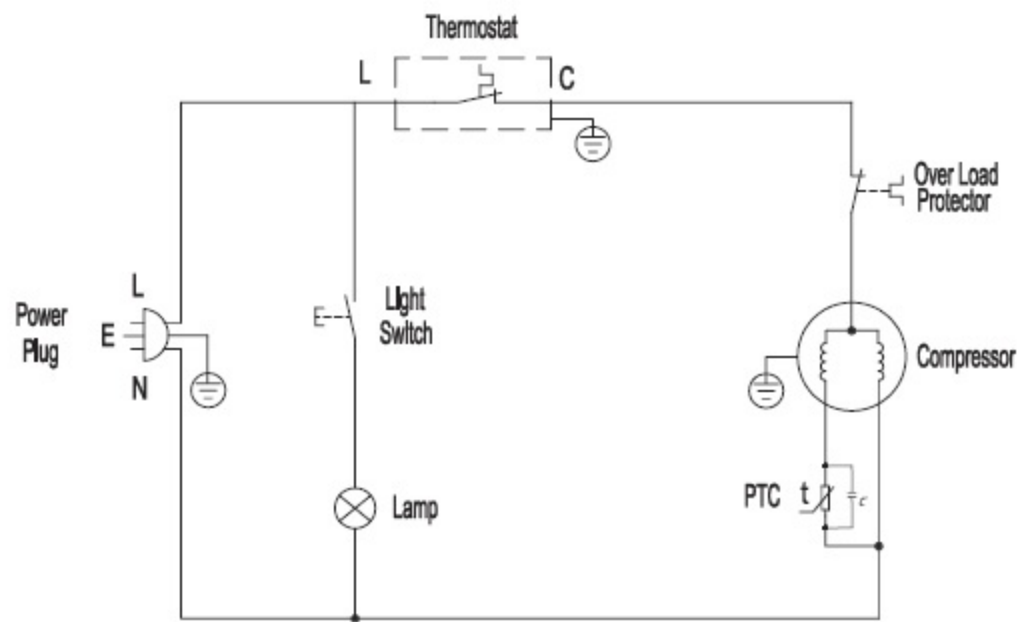 Thermostat
L
C
Over Load
Protector
L
Light
Switch
Power
Plug
E
N
Compressor
PTC
t
c
Lamp